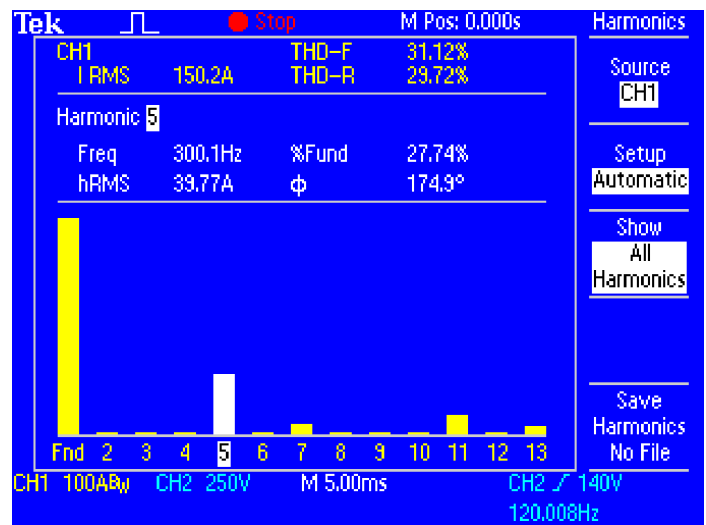 Tek Stop M Pos: 0.000s Harmonics
CH1 THD-F 31.12%
I RMS 150.2A THD-R 29.72%
Source
CH1
Harmonic 5
Freq 300.1Hz %Fund 27.74%
hRMS 39.77A ϕ 174.9°
Setup
Automatic
Show
All
Harmonics
Save
Harmonics
No File
Fnd 2 3 4 5 6 7 8 9 10 11 12 13
CH1 100ABW CH2 250V M 5.00ms CH2 140V
120.008Hz